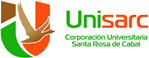 Unisarc
Corporación Universitaria
Santa Rosa de Cabal